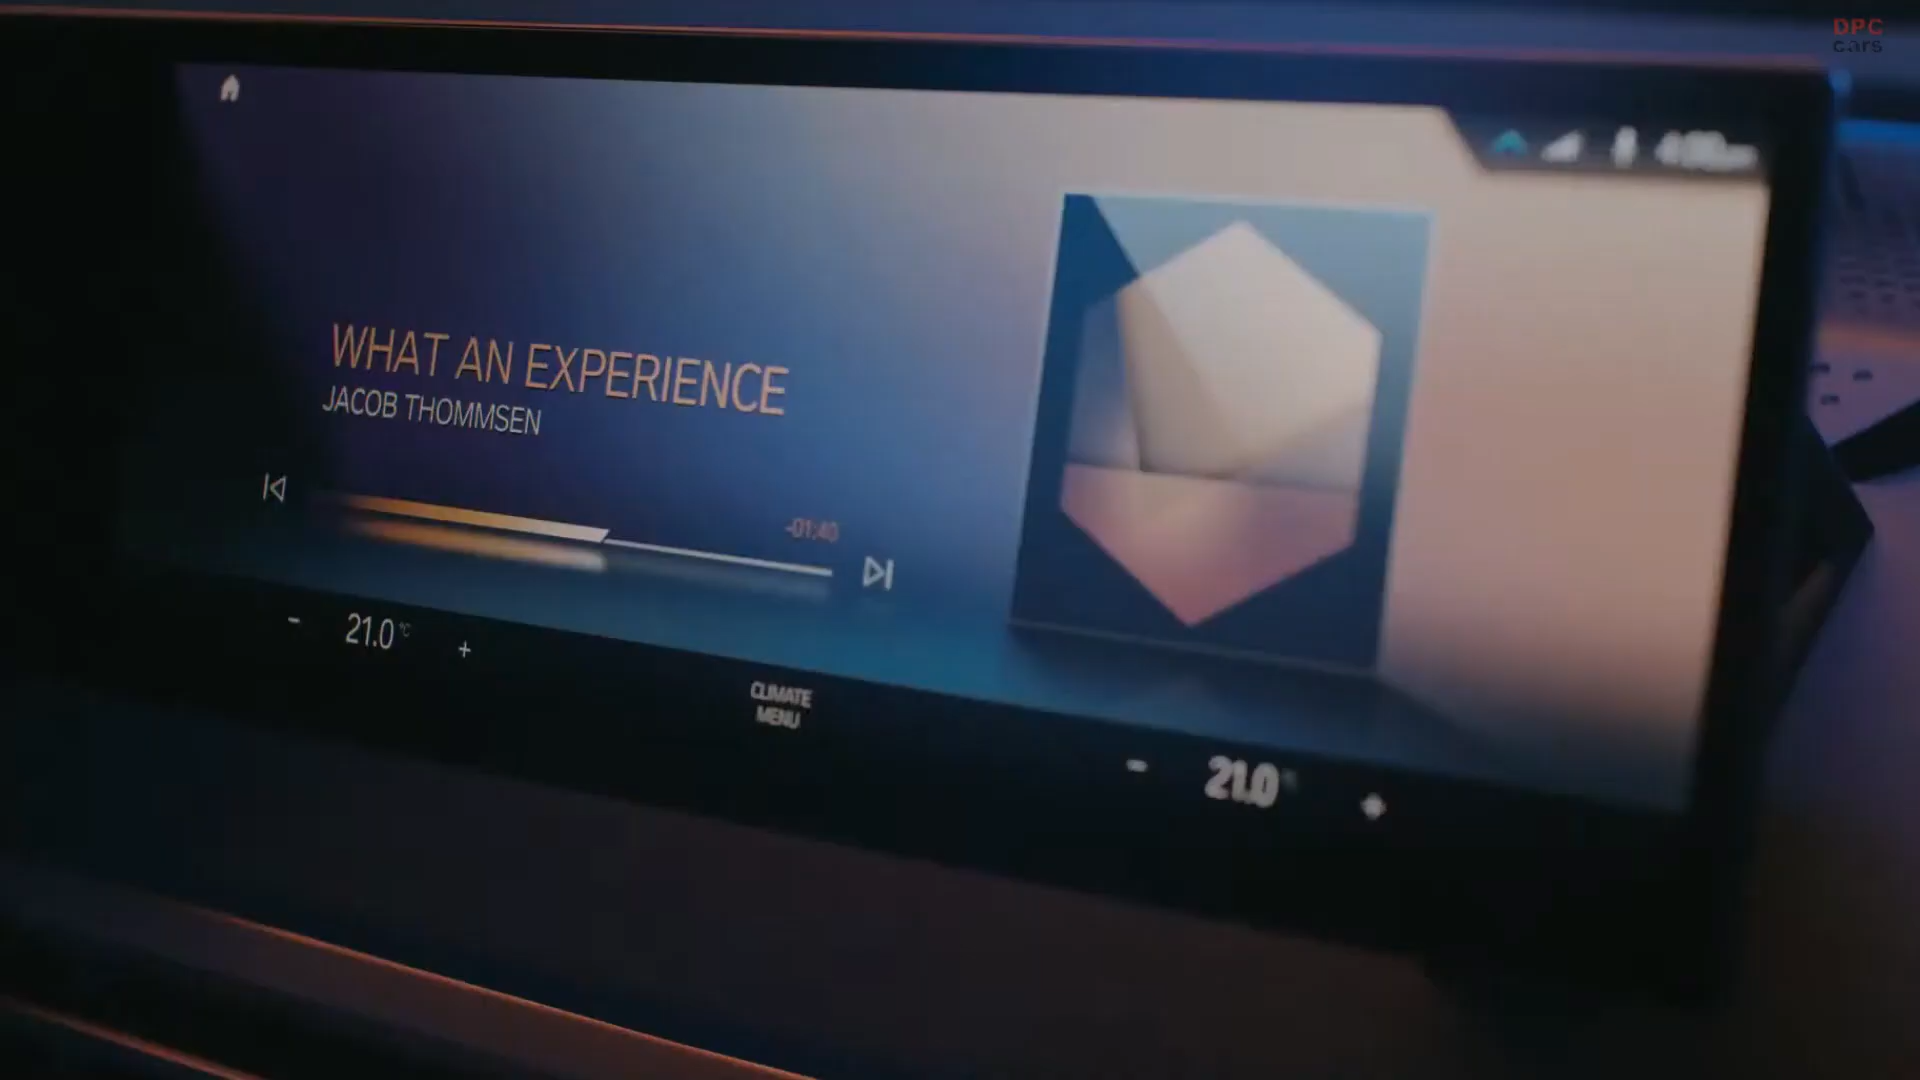 DPC
cars
WHAT AN EXPERIENCE
JACOB THOMMSEN
-01:40
- 21.0 °C +
CLIMATE
MENU
- 21.0 +